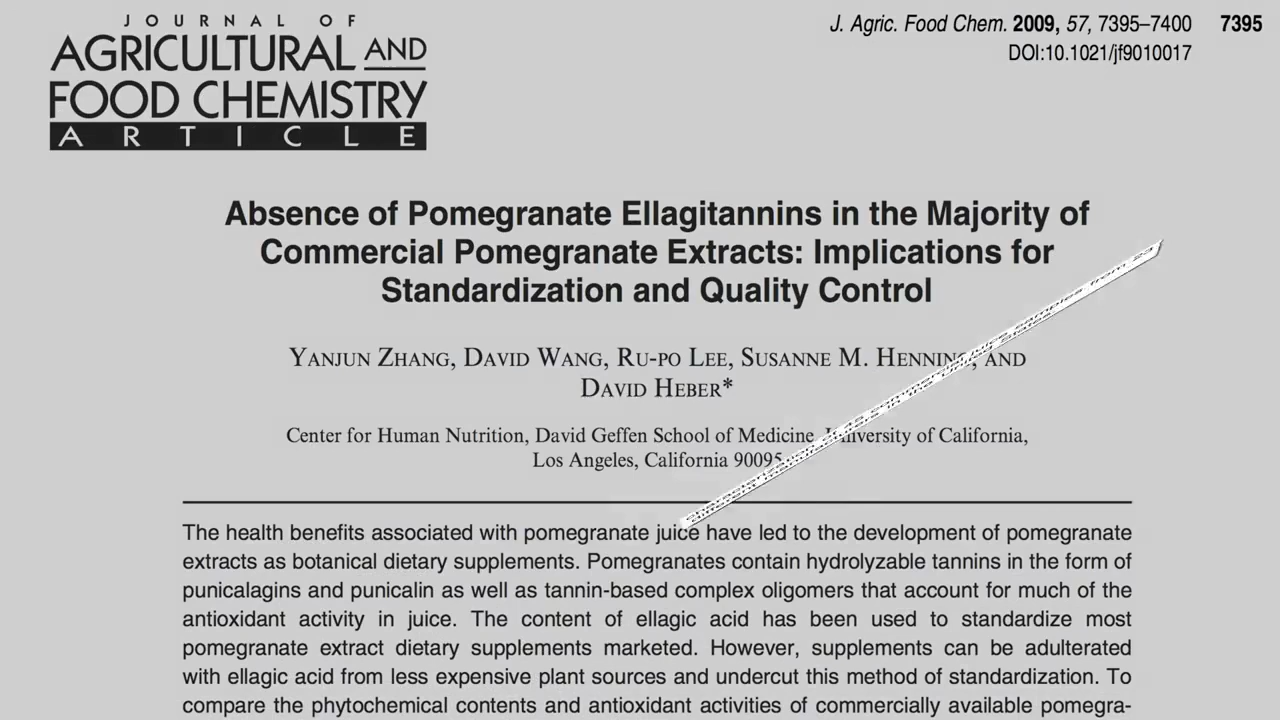 JOURNAL OF
AGRICULTURAL AND
FOOD CHEMISTRY
ARTICLE
J. Agric. Food Chem. 2009, 57, 7395–7400 7395
DOI:10.1021/jf9010017
Absence of Pomegranate Ellagitannins in the Majority of
Commercial Pomegranate Extracts: Implications for
Standardization and Quality Control
YANJUN ZHANG, DAVID WANG, RU-PO LEE, SUSANNE M. HENNING, AND
DAVID HEBER*
Center for Human Nutrition, David Geffen School of Medicine, University of California,
Los Angeles, California 90095
The health benefits associated with pomegranate juice have led to the development of pomegranate
extracts as botanical dietary supplements. Pomegranates contain hydrolyzable tannins in the form of
punicalagins and punicalin as well as tannin-based complex oligomers that account for much of the
antioxidant activity in juice. The content of ellagic acid has been used to standardize most
pomegranate extract dietary supplements marketed. However, supplements can be adulterated
with ellagic acid from less expensive plant sources and undercut this method of standardization. To
compare the phytochemical contents and antioxidant activities of commercially available pomegra-